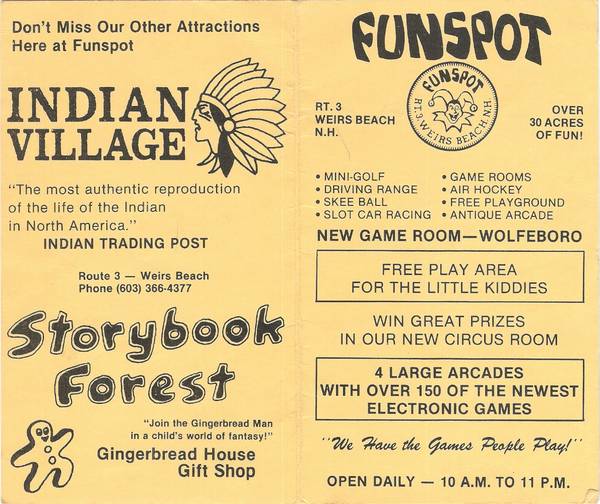 Don't Miss Our Other Attractions
Here at Funspot
INDIAN
VILLAGE
"The most authentic reproduction
of the life of the Indian
in North America."
INDIAN TRADING POST
Route 3 — Weirs Beach
Phone (603) 366-4377
Storybook
Forest
"Join the Gingerbread Man
in a child's world of fantasy!"
Gingerbread House
Gift Shop
FUNSPOT
FUNSPOT
RT. 3, WEIRS BEACH, N.H.
RT. 3
WEIRS BEACH
N.H.
OVER
30 ACRES
OF FUN!
• MINI-GOLF
• DRIVING RANGE
• SKEE BALL
• SLOT CAR RACING
• GAME ROOMS
• AIR HOCKEY
• FREE PLAYGROUND
• ANTIQUE ARCADE
NEW GAME ROOM—WOLFEBORO
FREE PLAY AREA
FOR THE LITTLE KIDDIES
WIN GREAT PRIZES
IN OUR NEW CIRCUS ROOM
4 LARGE ARCADES
WITH OVER 150 OF THE NEWEST
ELECTRONIC GAMES
"We Have the Games People Play!"
OPEN DAILY — 10 A.M. TO 11 P.M.